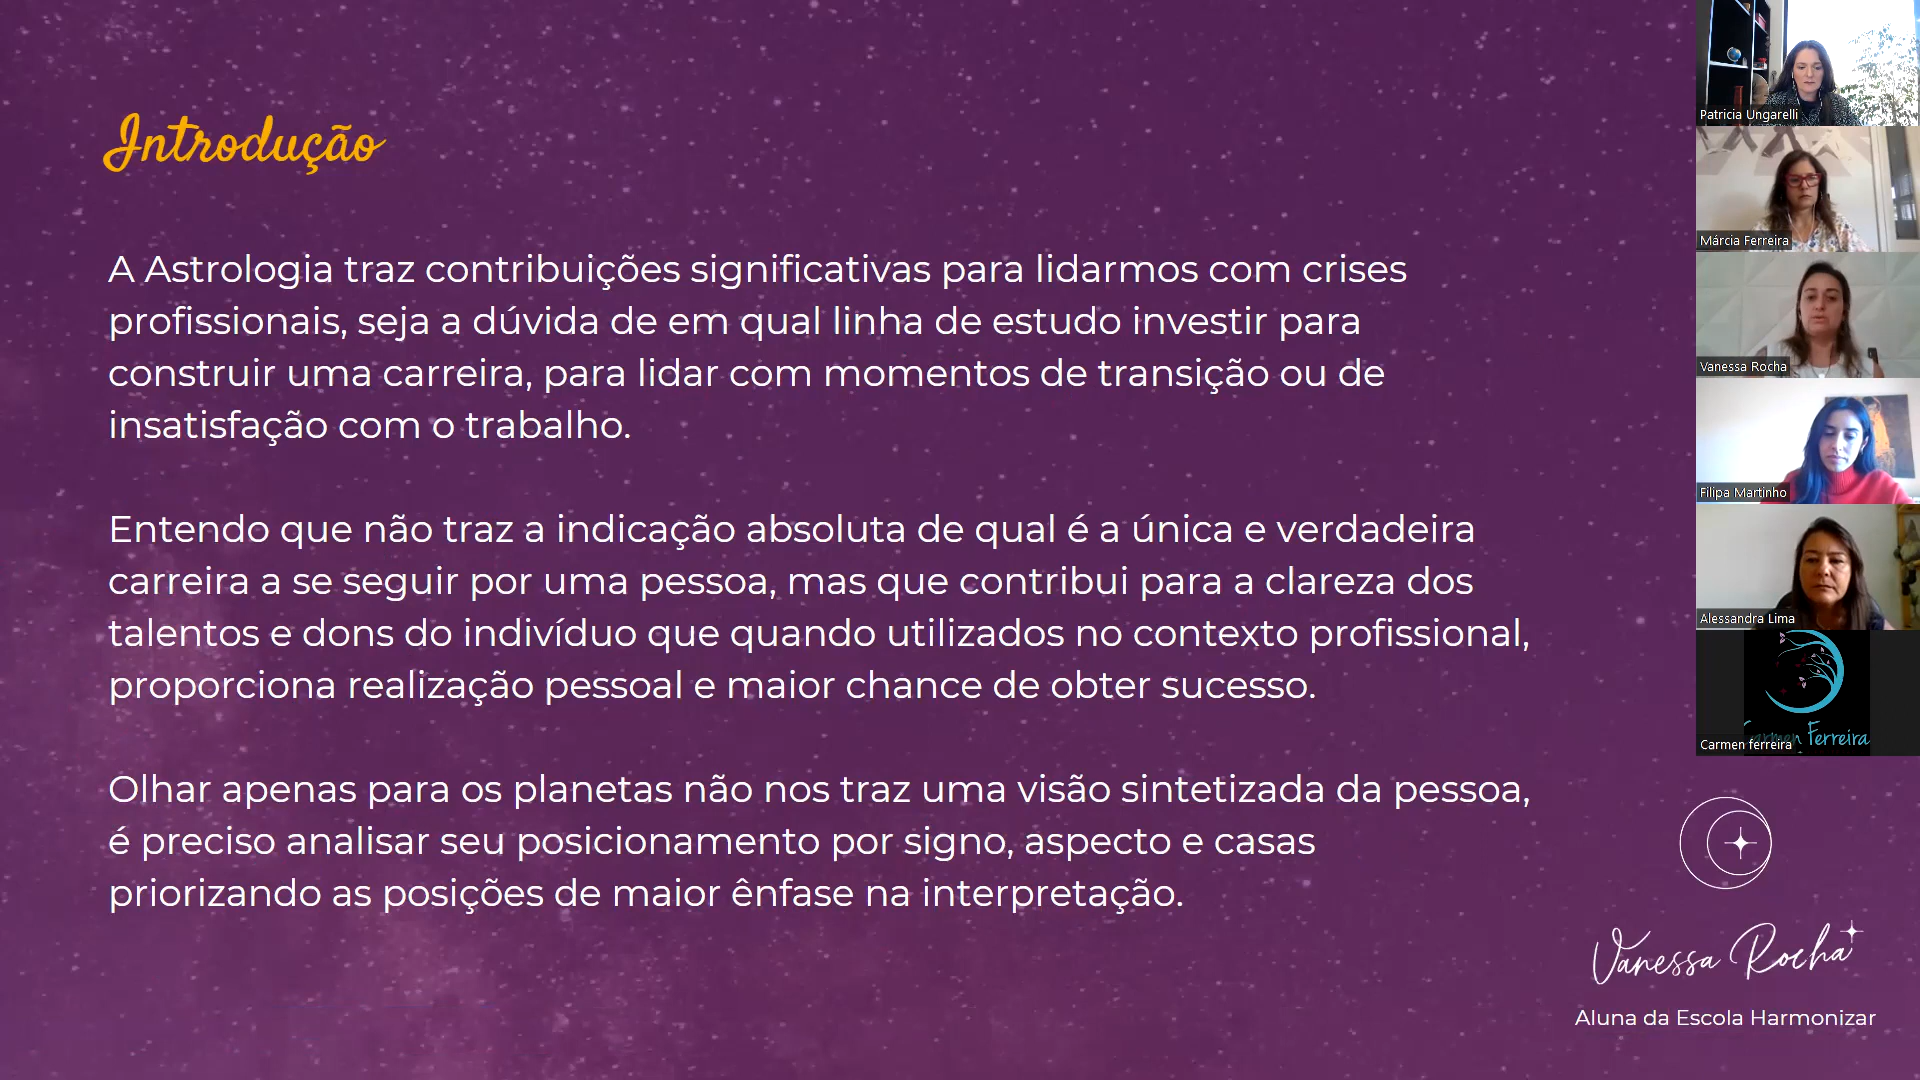 Introdução
A Astrologia traz contribuições significativas para lidarmos com crises
profissionais, seja a dúvida de em qual linha de estudo investir para
construir uma carreira, para lidar com momentos de transição ou de
insatisfação com o trabalho.
Entendo que não traz a indicação absoluta de qual é a única e verdadeira
carreira a se seguir por uma pessoa, mas que contribui para a clareza dos
talentos e dons do indivíduo que quando utilizados no contexto profissional,
proporciona realização pessoal e maior chance de obter sucesso.
Olhar apenas para os planetas não nos traz uma visão sintetizada da pessoa,
é preciso analisar seu posicionamento por signo, aspecto e casas
priorizando as posições de maior ênfase na interpretação.
Patricia Ungarelli
Márcia Ferreira
Vanessa Rocha
Filipa Martinho
Alessandra Lima
Carmen Ferreira
Carmen ferreira
Vanessa Rocha
Aluna da Escola Harmonizar